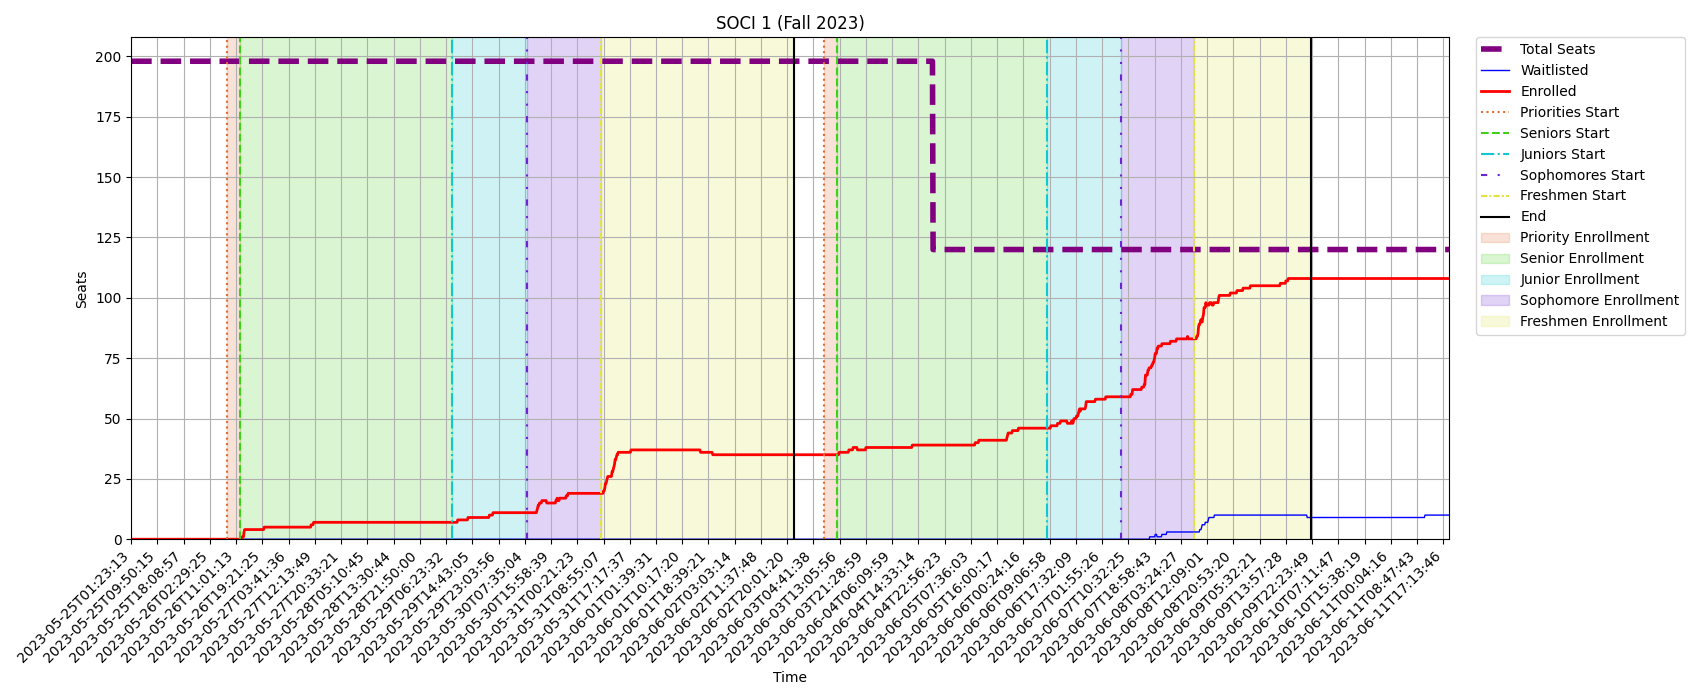 SOCI 1 (Fall 2023)
Seats
200
175
150
125
100
75
50
25
0
2023-05-25T01:23:13
2023-05-25T09:50:15
2023-05-25T18:08:57
2023-05-26T02:29:25
2023-05-26T11:01:13
2023-05-26T19:21:25
2023-05-27T03:41:36
2023-05-27T12:13:49
2023-05-27T20:33:21
2023-05-28T05:10:45
2023-05-28T13:30:44
2023-05-28T21:50:00
2023-05-29T06:23:32
2023-05-29T14:43:05
2023-05-29T23:03:56
2023-05-30T07:35:04
2023-05-30T15:58:39
2023-05-31T00:21:23
2023-05-31T08:55:07
2023-05-31T17:17:37
2023-06-01T01:39:31
2023-06-01T10:17:20
2023-06-01T18:39:21
2023-06-02T03:03:14
2023-06-02T11:37:48
2023-06-02T20:01:20
2023-06-03T04:41:38
2023-06-03T13:05:56
2023-06-03T21:28:59
2023-06-04T06:09:59
2023-06-04T14:33:14
2023-06-04T22:56:23
2023-06-05T07:36:03
2023-06-05T16:00:17
2023-06-06T00:24:16
2023-06-06T09:06:58
2023-06-06T17:32:09
2023-06-07T01:55:26
2023-06-07T10:32:25
2023-06-07T18:58:43
2023-06-08T03:24:27
2023-06-08T12:09:01
2023-06-08T20:53:20
2023-06-09T05:32:21
2023-06-09T13:57:28
2023-06-09T22:23:49
2023-06-10T07:11:47
2023-06-10T15:38:19
2023-06-11T00:04:16
2023-06-11T08:47:43
2023-06-11T17:13:46
Time
Total Seats
Waitlisted
Enrolled
Priorities Start
Seniors Start
Juniors Start
Sophomores Start
Freshmen Start
End
Priority Enrollment
Senior Enrollment
Junior Enrollment
Sophomore Enrollment
Freshmen Enrollment